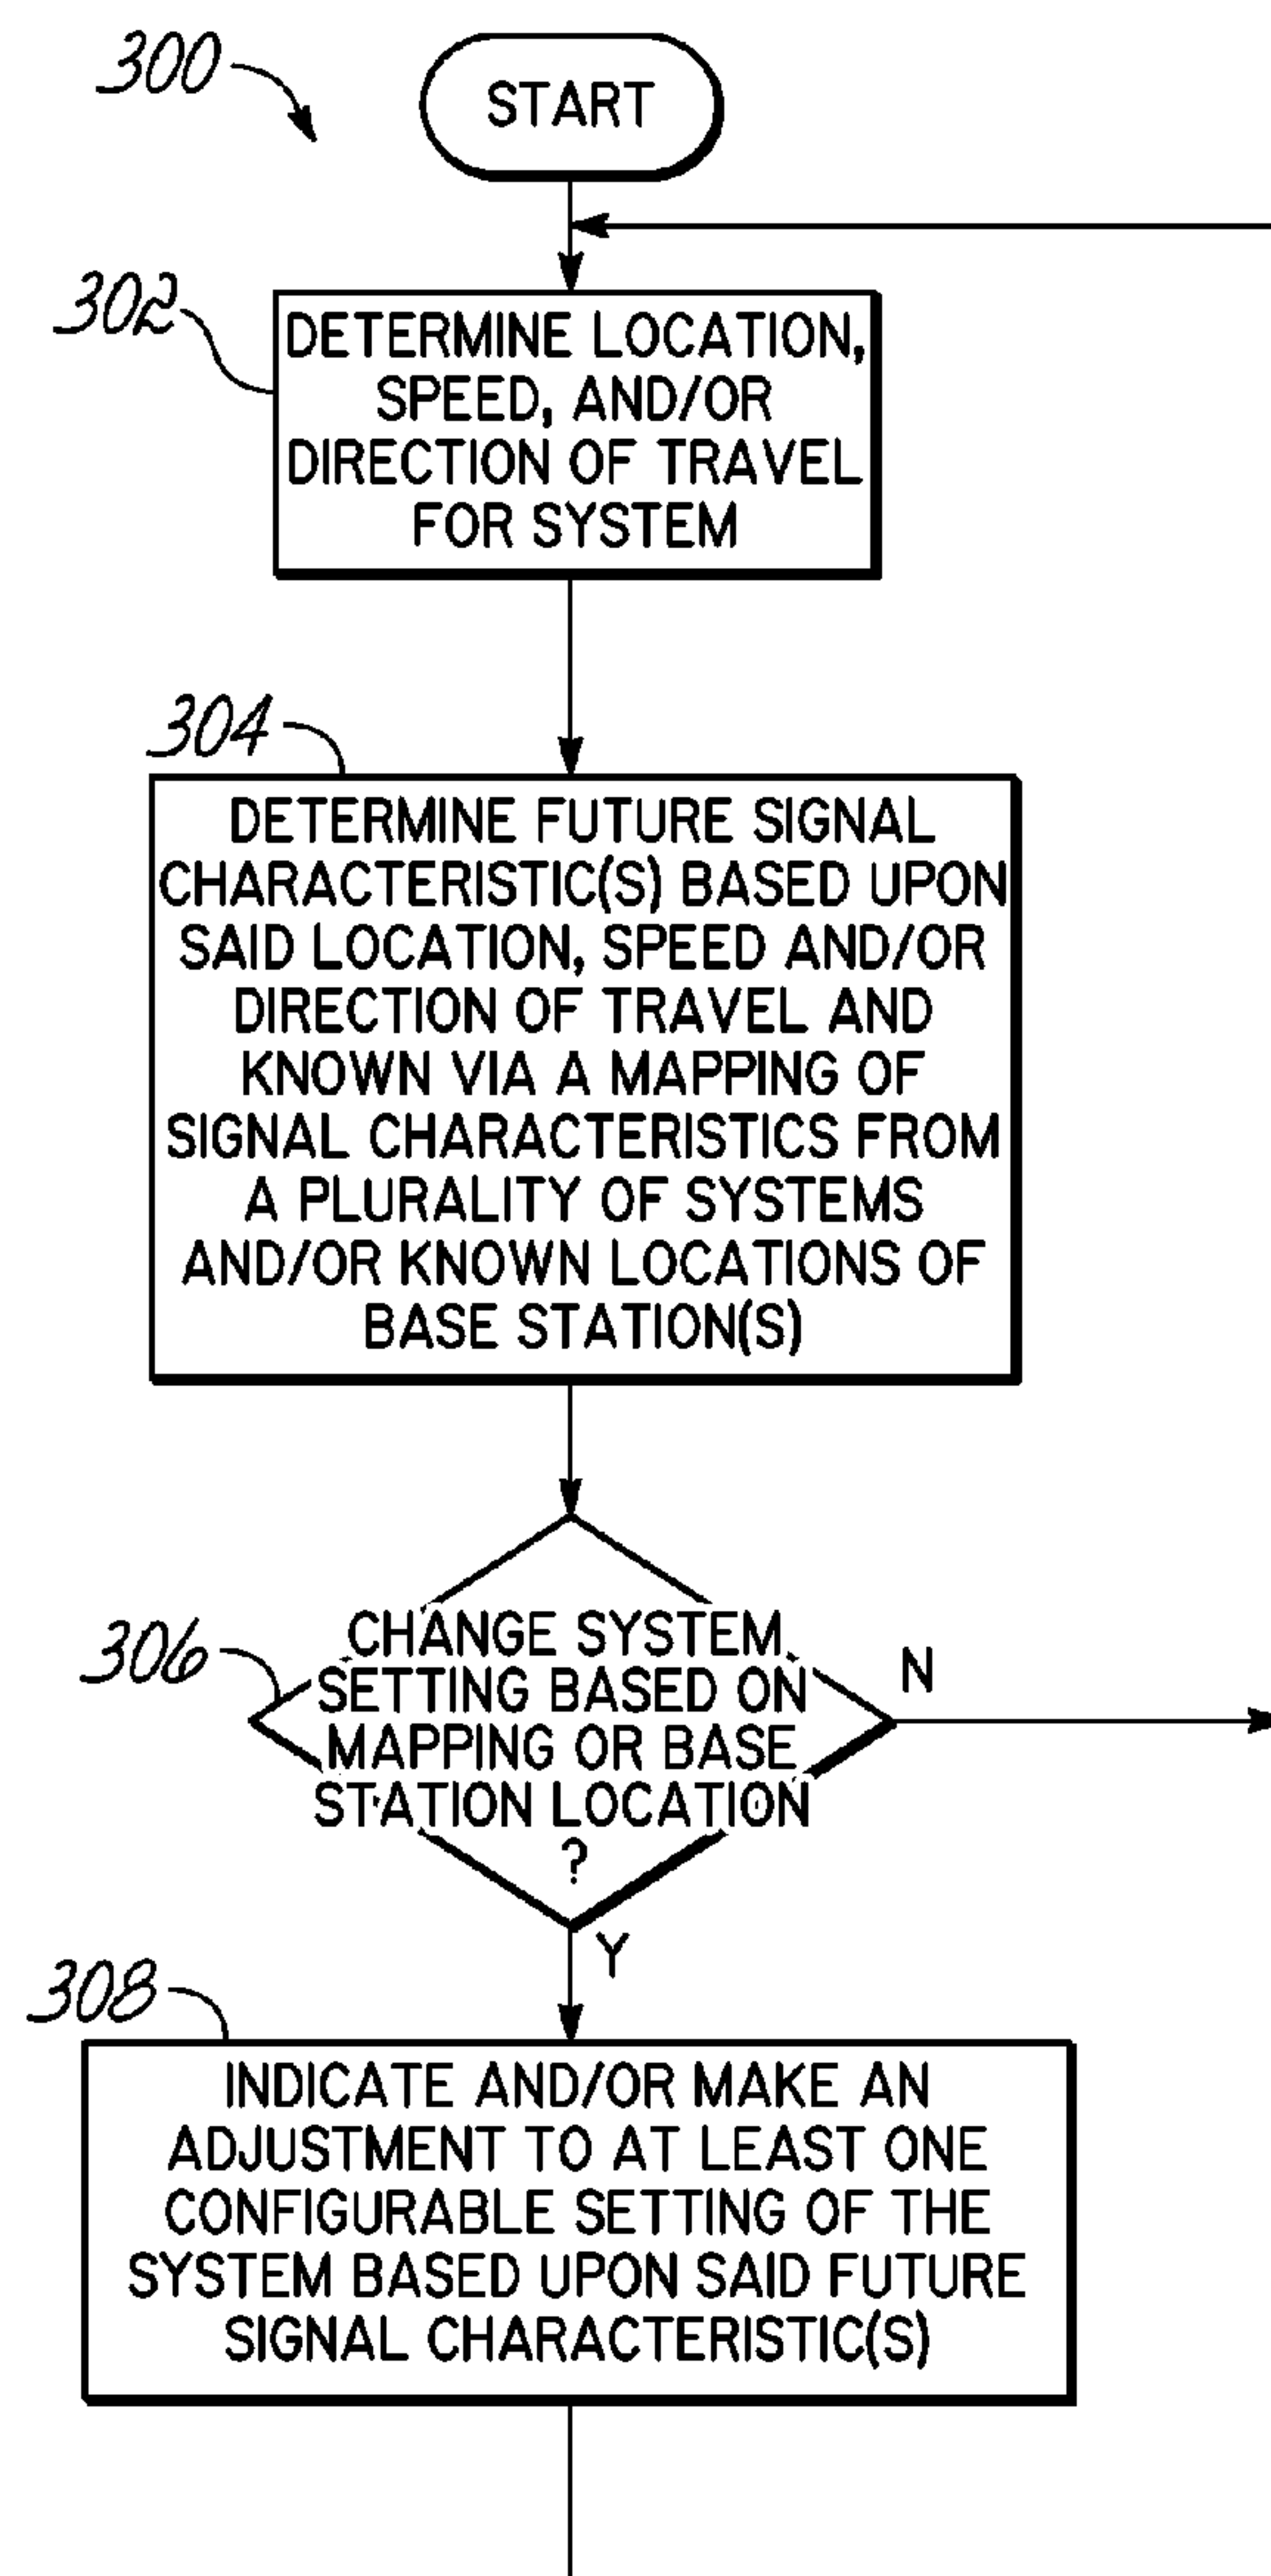 300
START
302
DETERMINE LOCATION,
SPEED, AND/OR
DIRECTION OF TRAVEL
FOR SYSTEM
304
DETERMINE FUTURE SIGNAL
CHARACTERISTIC(S) BASED UPON
SAID LOCATION, SPEED AND/OR
DIRECTION OF TRAVEL AND
KNOWN VIA A MAPPING OF
SIGNAL CHARACTERISTICS FROM
A PLURALITY OF SYSTEMS
AND/OR KNOWN LOCATIONS OF
BASE STATION(S)
306
CHANGE SYSTEM
SETTING BASED ON
MAPPING OR BASE
STATION LOCATION
?
N
Y
308
INDICATE AND/OR MAKE AN
ADJUSTMENT TO AT LEAST ONE
CONFIGURABLE SETTING OF THE
SYSTEM BASED UPON SAID FUTURE
SIGNAL CHARACTERISTIC(S)